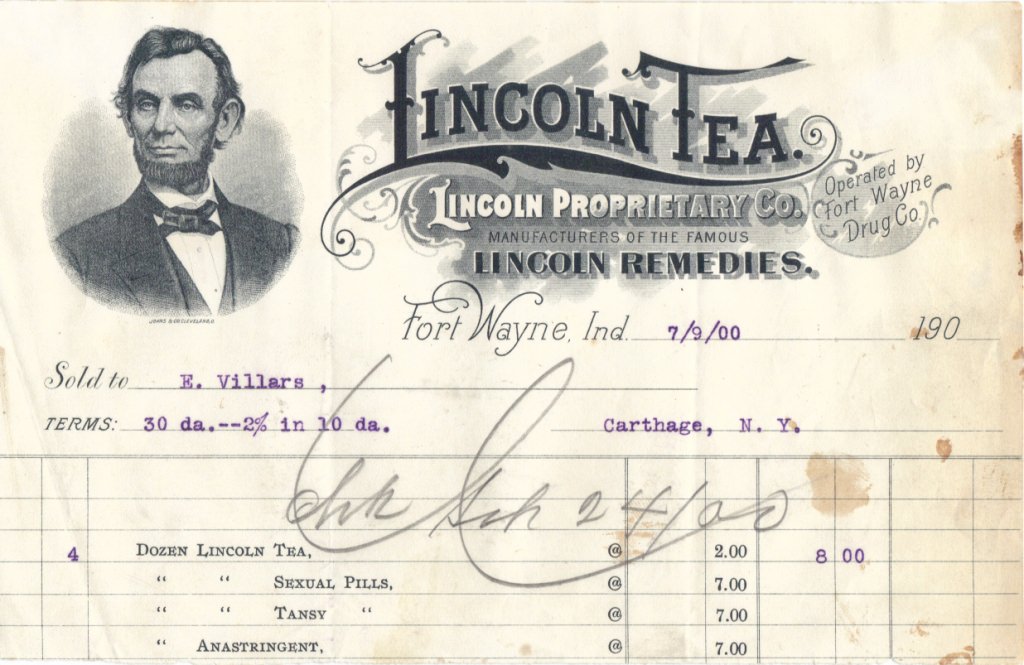 LINCOLN TEA.
LINCOLN PROPRIETARY CO.
Operated by
Fort Wayne
Drug Co.
MANUFACTURERS OF THE FAMOUS
LINCOLN REMEDIES.
Fort Wayne, Ind. 7/9/00 190
Sold to E. Villars ,
TERMS: 30 da.--2% in 10 da. Carthage, N. Y.
24/00
4 DOZEN LINCOLN TEA, @ 2.00 8 00
“ “ SEXUAL PILLS, @ 7.00
“ “ TANSY “ @ 7.00
“ ANASTRINGENT, @ 7.00